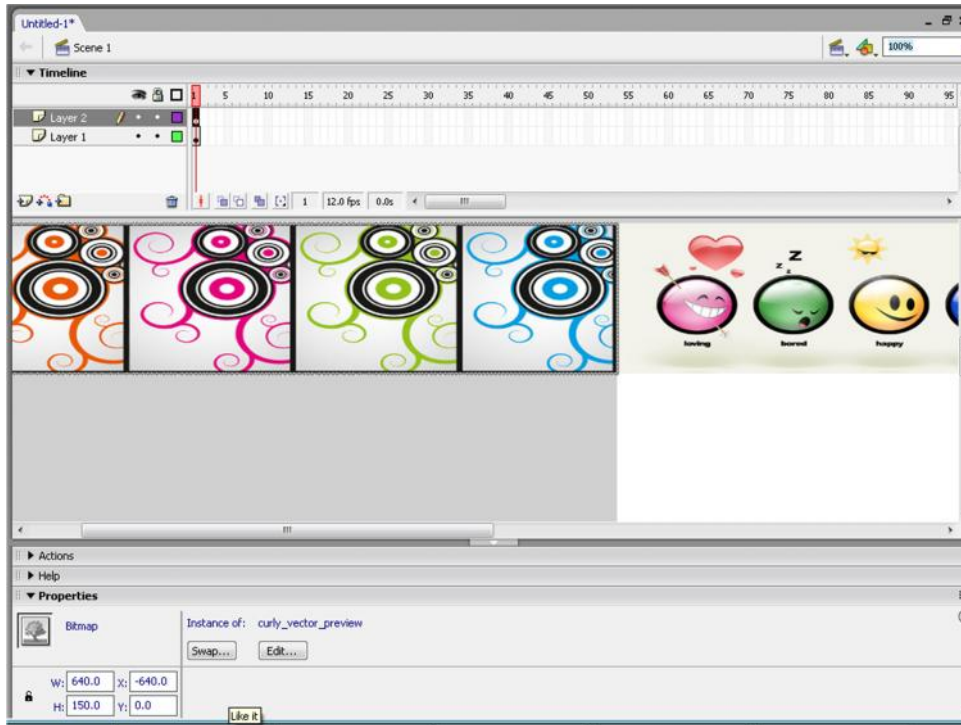 Untitled-1*
Scene 1
100%
Timeline
1 5 10 15 20 25 30 35 40 45 50 55 60 65 70 75 80 85 90 95
Layer 2
Layer 1
1 12.0 fps 0.0s
z z Z
loving bored happy
Actions
Help
Properties
Bitmap
Instance of: curly_vector_preview
Swap... Edit...
W: 640.0 X: -640.0
H: 150.0 Y: 0.0
Like it